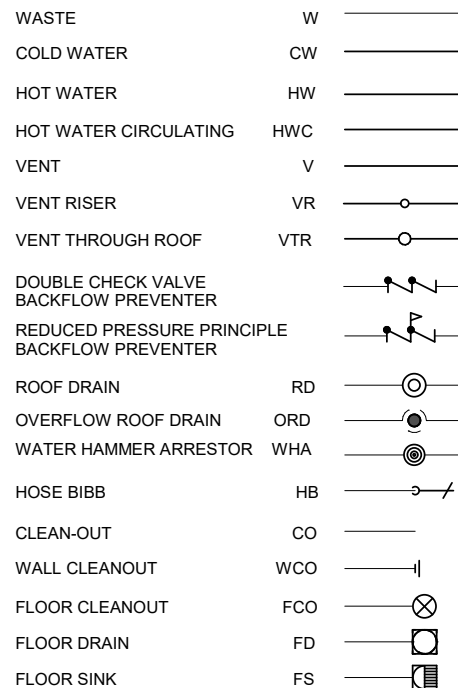 WASTE W
COLD WATER CW
HOT WATER HW
HOT WATER CIRCULATING HWC
VENT V
VENT RISER VR
VENT THROUGH ROOF VTR
DOUBLE CHECK VALVE
BACKFLOW PREVENTER
REDUCED PRESSURE PRINCIPLE
BACKFLOW PREVENTER
ROOF DRAIN RD
OVERFLOW ROOF DRAIN ORD
WATER HAMMER ARRESTOR WHA
HOSE BIBB HB
CLEAN-OUT CO
WALL CLEANOUT WCO
FLOOR CLEANOUT FCO
FLOOR DRAIN FD
FLOOR SINK FS